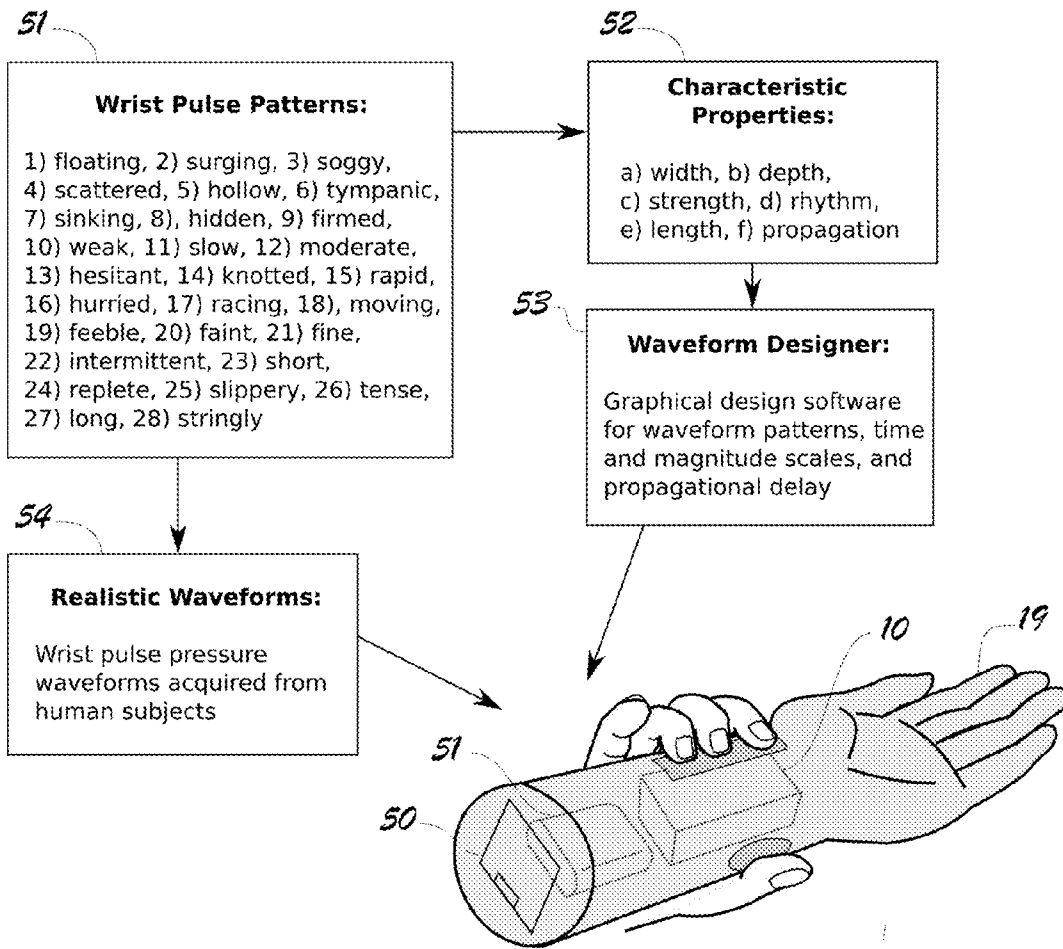 51
Wrist Pulse Patterns:
1) floating, 2) surging, 3) soggy,
4) scattered, 5) hollow, 6) tympanic,
7) sinking, 8), hidden, 9) firmed,
10) weak, 11) slow, 12) moderate,
13) hesitant, 14) knotted, 15) rapid,
16) hurried, 17) racing, 18), moving,
19) feeble, 20) faint, 21) fine,
22) intermittent, 23) short,
24) replete, 25) slippery, 26) tense,
27) long, 28) stringly
52
Characteristic
Properties:
a) width, b) depth,
c) strength, d) rhythm,
e) length, f) propagation
53
Waveform Designer:
Graphical design software
for waveform patterns, time
and magnitude scales, and
propagational delay
54
Realistic Waveforms:
Wrist pulse pressure
waveforms acquired from
human subjects
10
19
51
50